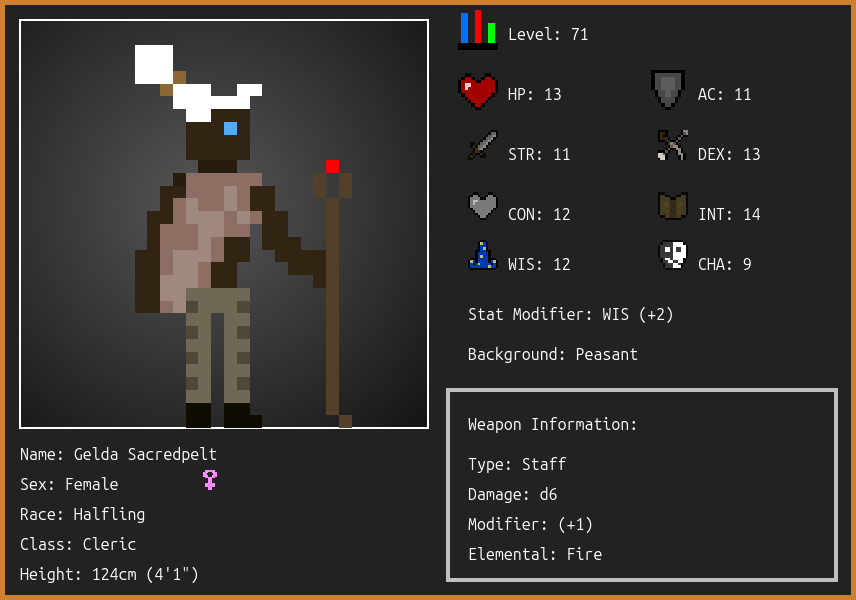 Level: 71
HP: 13
AC: 11
STR: 11
DEX: 13
CON: 12
INT: 14
WIS: 12
CHA: 9
Stat Modifier: WIS (+2)
Background: Peasant
Weapon Information:
Type: Staff
Damage: d6
Modifier: (+1)
Elemental: Fire
Name: Gelda Sacredpelt
Sex: Female
Race: Halfling
Class: Cleric
Height: 124cm (4'1")